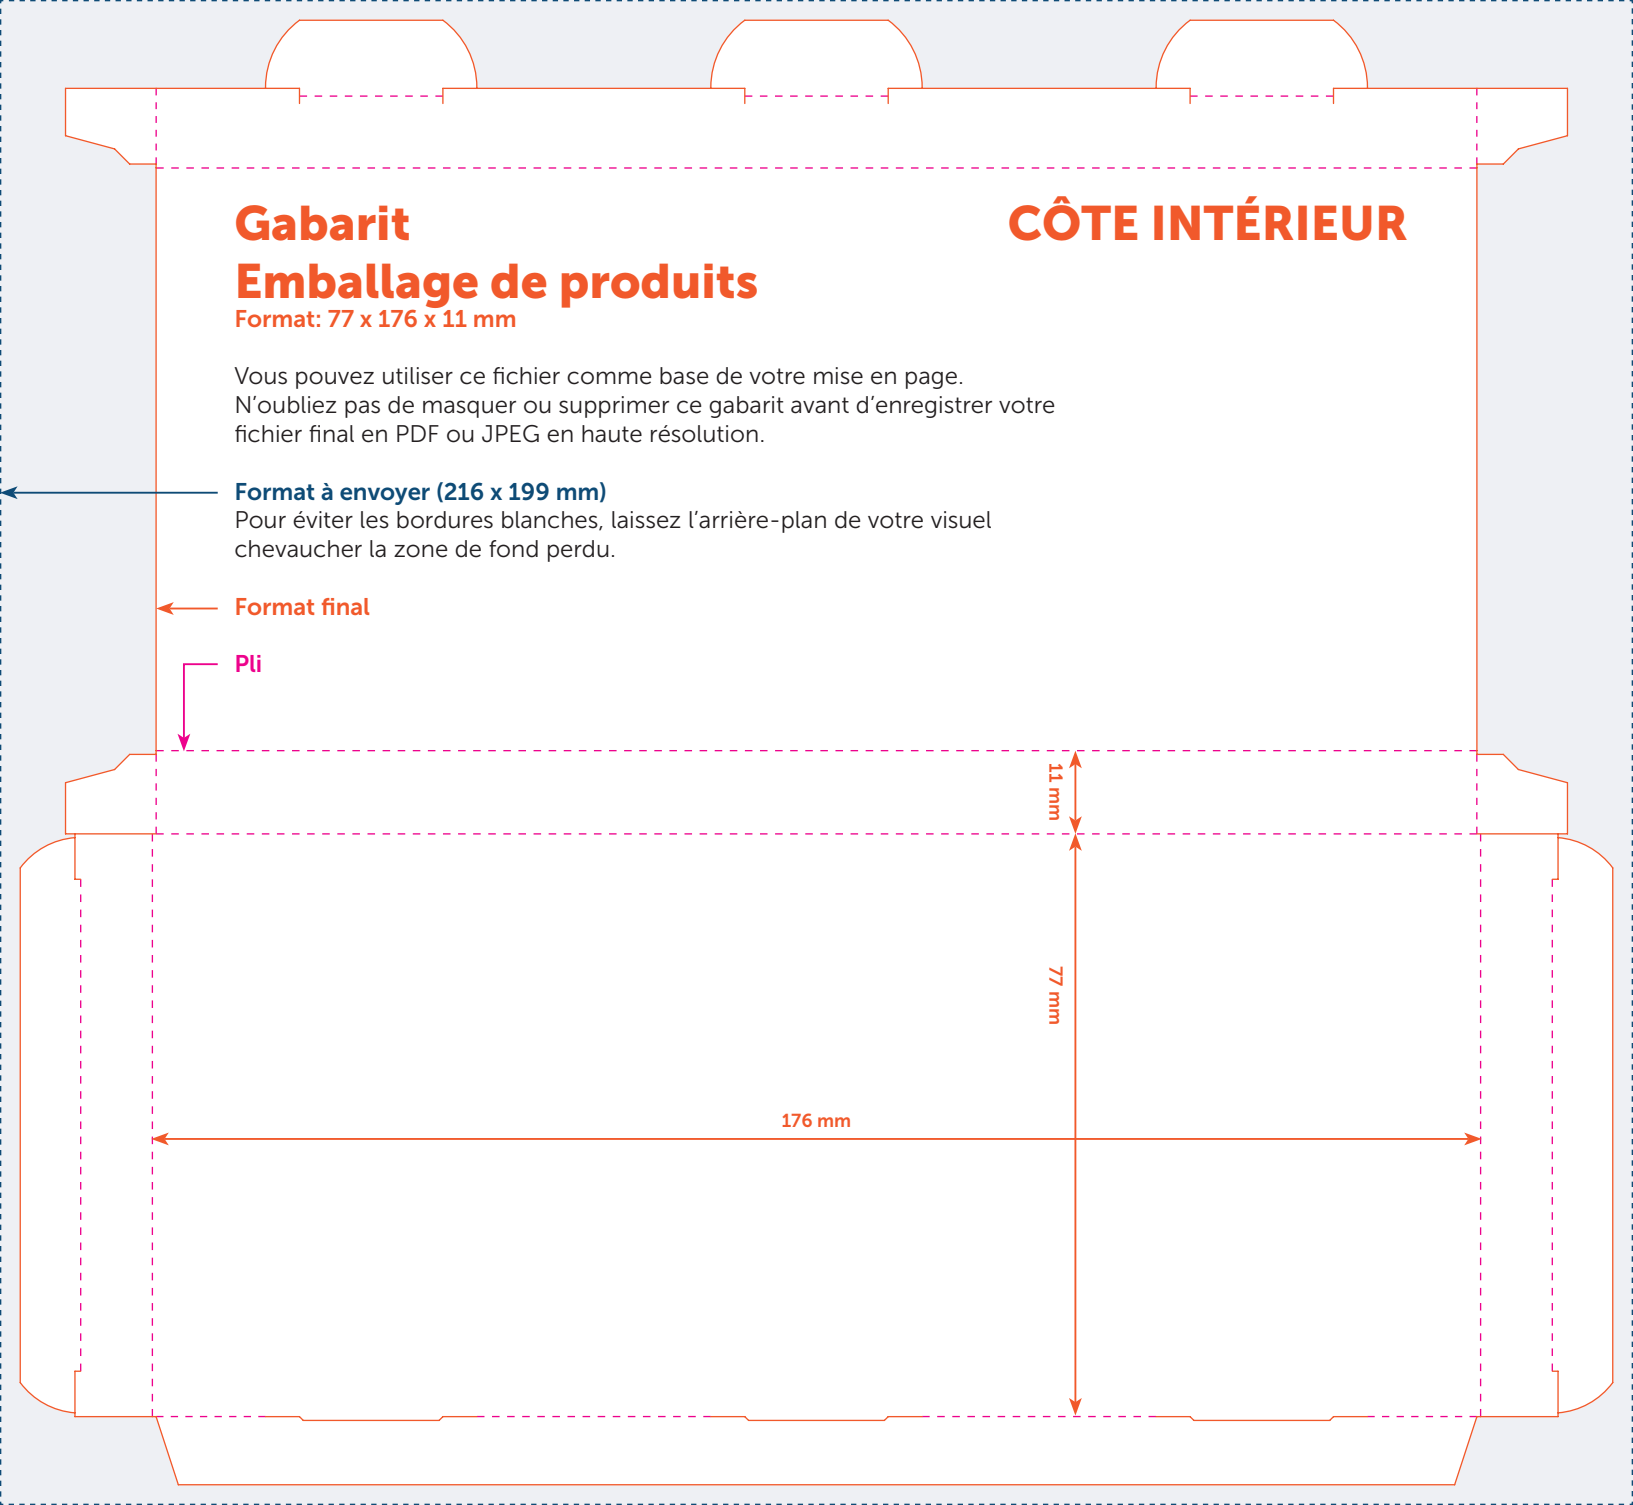 Gabarit
CÔTE INTÉRIEUR
Emballage de produits
Format: 77 x 176 x 11 mm
Vous pouvez utiliser ce fichier comme base de votre mise en page.
N’oubliez pas de masquer ou supprimer ce gabarit avant d’enregistrer votre
fichier final en PDF ou JPEG en haute résolution.
Format à envoyer (216 x 199 mm)
Pour éviter les bordures blanches, laissez l’arrière-plan de votre visuel
chevaucher la zone de fond perdu.
Format final
Pli
11 mm
77 mm
176 mm